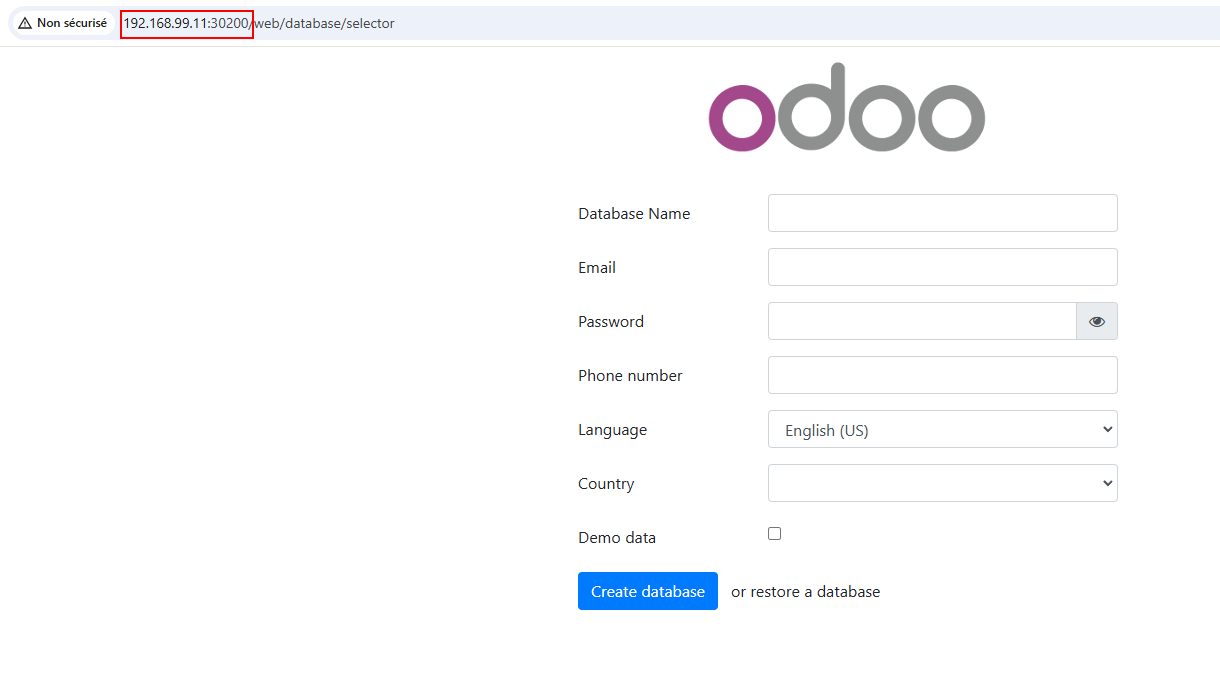 Non sécurisé 192.168.99.11:30200/web/database/selector
odoo
Database Name
Email
Password
Phone number
Language English (US)
Country
Demo data
Create database or restore a database